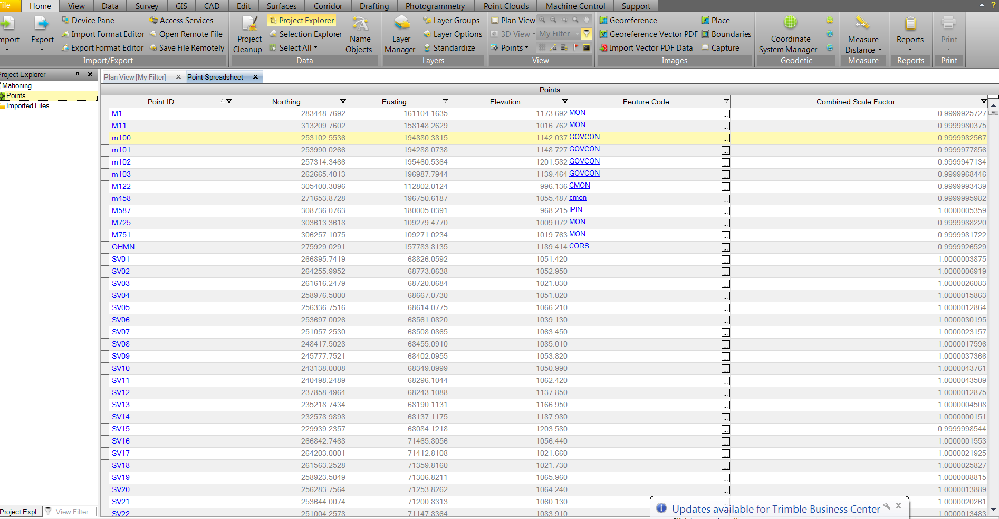 File Home View Data Survey GIS CAD Edit Surfaces Corridor Drafting Photogrammetry Point Clouds Machine Control Support
Device Pane Access Services Project Explorer Layer Groups Plan View Georeference Place
mport Export Import Format Editor Open Remote File Project Cleanup Selection Explorer Name Objects Layer Manager Layer Options 3D View My Filter Georeference Vector PDF Boundaries Coordinate System Manager Measure Distance Reports Print
Export Format Editor Save File Remotely Select All Standardize Points Import Vector PDF Data Capture
Import/Export Data Layers View Images Geodetic Measure Reports Print
Project Explorer
Mahoning
Points
Imported Files
Plan View [My Filter] Point Spreadsheet
Points
Point ID Northing Easting Elevation Feature Code Combined Scale Factor
M1 283448.7692 161104.1635 1173.692 MON ... 0.9999925727
M11 313209.7602 158148.2629 1016.762 MON ... 0.9999980375
m100 253102.5536 194880.3815 1142.037 GOVCON ... 0.9999982567
m101 253990.0266 194288.0738 1148.727 GOVCON ... 0.9999977856
m102 257314.3466 195460.5364 1201.582 GOVCON ... 0.9999947134
m103 262665.4013 196987.7944 1139.464 GOVCON ... 0.9999968446
M122 305400.3096 112802.0124 996.136 CMON ... 0.9999993439
m458 271653.8728 196750.6187 1055.487 cmon ... 0.9999995982
M587 308736.0763 180005.0391 968.215 IPIN ... 1.0000005359
M725 303613.3618 109279.4770 1009.072 MON ... 0.9999988220
M751 306257.1075 109271.0234 1019.763 MON ... 0.9999981722
OHMN 275929.0291 157783.8135 1189.414 CORS ... 0.9999926529
SV01 266895.7419 68826.0592 1051.420 ... 1.0000003875
SV02 264255.9952 68773.0638 1052.950 ... 1.0000006919
SV03 261616.2479 68720.0684 1021.030 ... 1.0000026083
SV04 258976.5000 68667.0730 1051.020 ... 1.0000015863
SV05 256336.7516 68614.0775 1066.210 ... 1.0000012864
SV06 253697.0026 68561.0820 1039.130 ... 1.0000030195
SV07 251057.2530 68508.0865 1063.450 ... 1.0000023157
SV08 248417.5028 68455.0910 1085.010 ... 1.0000017596
SV09 245777.7521 68402.0955 1053.820 ... 1.0000037366
SV10 243138.0008 68349.0999 1050.990 ... 1.0000043761
SV11 240498.2489 68296.1044 1062.420 ... 1.0000043509
SV12 237858.4964 68243.1088 1137.850 ... 1.0000012875
SV13 235218.7434 68190.1131 1166.950 ... 1.0000004508
SV14 232578.9898 68137.1175 1187.980 ... 1.0000000151
SV15 229939.2357 68084.1218 1203.580 ... 0.9999998544
SV16 266842.7468 71465.8056 1056.440 ... 1.0000001553
SV17 264203.0001 71412.8108 1021.660 ... 1.0000021925
SV18 261563.2528 71359.8160 1021.730 ... 1.0000025827
SV19 258923.5049 71306.8211 1065.960 ... 1.0000008815
SV20 256283.7564 71253.8262 1064.240 ... 1.0000013889
SV21 253644.0074 71200.8313 1060.130 1.0000020261
SV22 251004.2578 71147.8364 1083.910 1.0000013483
Project Expl... View Filter...
Updates available for Trimble Business Center